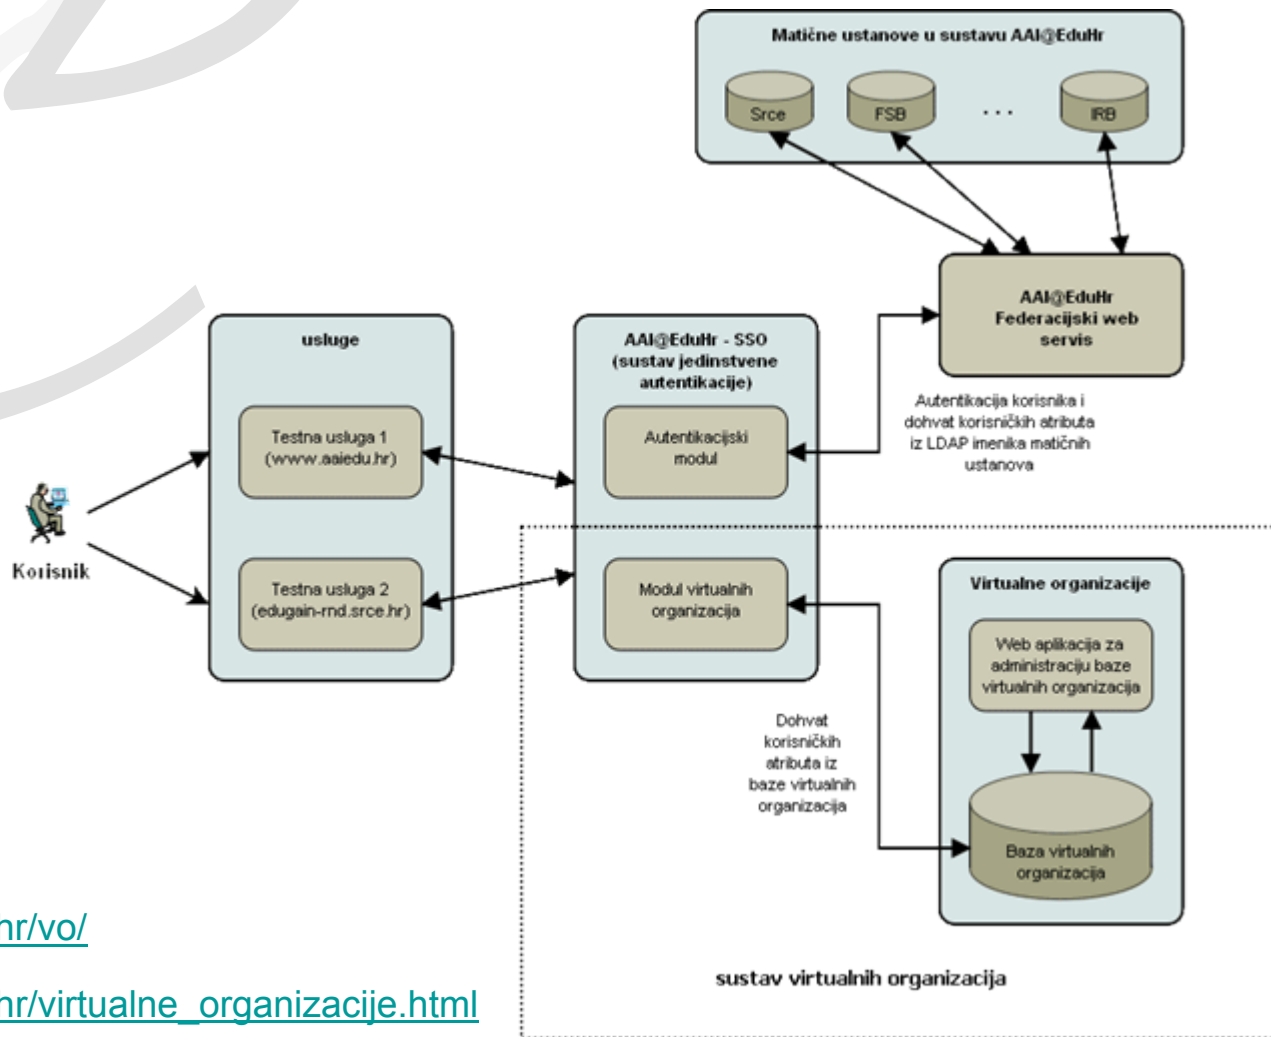 Matične ustanove u sustavu AAI@EduHr
Srce
FSB
. . .
IRB
AAI@EduHr
Federacijski web
servis
Autentikacija korisnika i
dohvat korisničkih atributa
iz LDAP imenika matičnih
ustanova
usluge
Testna usluga 1
(www.aaiedu.hr)
Testna usluga 2
(edugain-rnd.srce.hr)
Korisnik
AAI@EduHr - SSO
(sustav jedinstvene
autentikacije)
Autentikacijski
modul
Modul virtualnih
organizacija
Virtualne organizacije
Web aplikacija za
administraciju baze
virtualnih organizacija
Baza virtualnih
organizacija
Dohvat
korisničkih
atributa iz
baze virtualnih
organizacija
sustav virtualnih organizacija
hr/vo/
hr/virtualne_organizacije.html